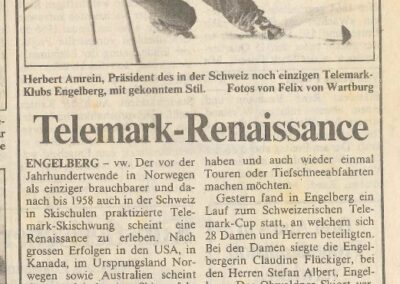 Herbert Amrein, Präsident des in der Schweiz noch einzigen Telemark-
Klubs Engelberg, mit gekonntem Stil. Fotos von Felix von Wartburg
Telemark-Renaissance
ENGELBERG – vw. Der vor der
Jahrhundertwende in Norwegen
als einziger brauchbarer und da-
nach bis 1958 auch in der Schweiz
in Skischulen praktizierte Tele-
mark-Skischwung scheint eine
Renaissance zu erleben. Nach
grossen Erfolgen in den USA, in
Kanada, im Ursprungsland Nor-
wegen sowie Australien scheint
haben und auch wieder einmal
Touren oder Tiefschneeabfahrten
machen möchten.
Gestern fand in Engelberg ein
Lauf zum Schweizerischen Tele-
mark-Cup statt, an welchem sich
28 Damen und Herren beteiligten.
Bei den Damen siegte die Engel-
bergerin Claudine Flückiger, bei
den Herren Stefan Albert, Engel-